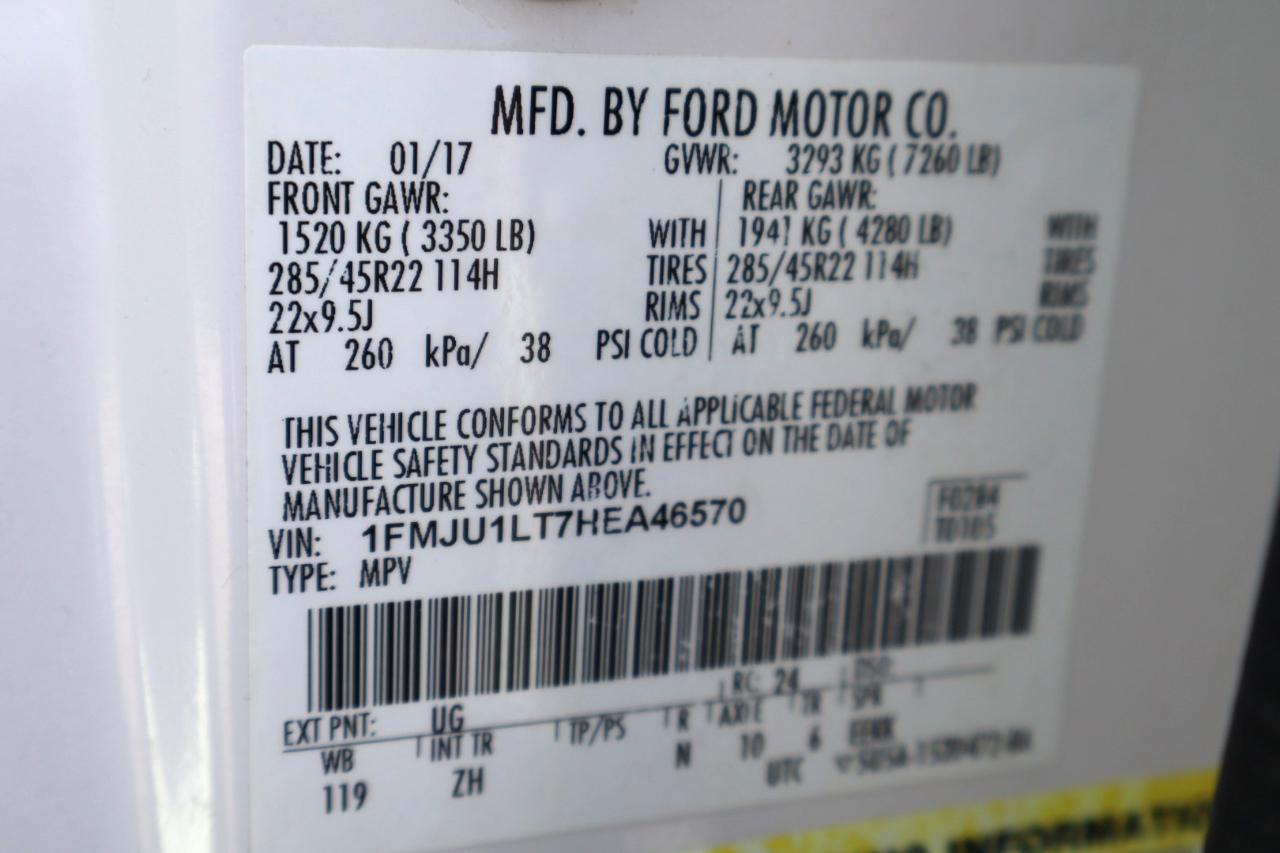 MFD. BY FORD MOTOR CO.
DATE: 01/17 GVWR: 3293 KG ( 7260 LB)
FRONT GAWR: REAR GAWR:
1520 KG ( 3350 LB) WITH 1941 KG ( 4280 LB) WITH
285/45R22 114H TIRES 285/45R22 114H TIRES
22x9.5J RIMS 22x9.5J RIMS
AT 260 kPa/ 38 PSI COLD AT 260 kPa/ 38 PSI COLD
THIS VEHICLE CONFORMS TO ALL APPLICABLE FEDERAL MOTOR
VEHICLE SAFETY STANDARDS IN EFFECT ON THE DATE OF
MANUFACTURE SHOWN ABOVE.
VIN: 1FMJU1LT7HEA46570
F0284
T0105
TYPE: MPV
EXT PNT: UG RC: 24 DSO:
WB INT TR TP/PS R AXLE TR SPR
119 ZH N 10 6 EEKK
UTC
INFORMATION